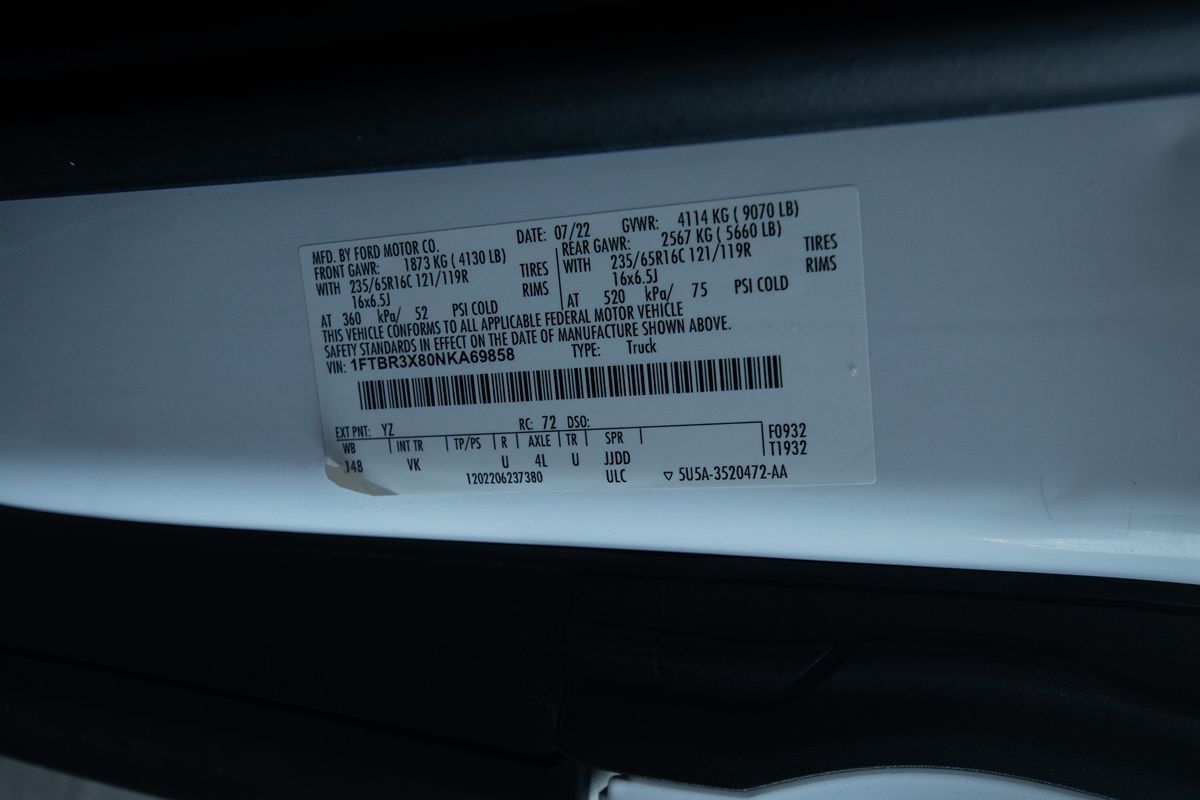 MFD. BY FORD MOTOR CO. DATE: 07/22 GVWR: 4114 KG ( 9070 LB)
FRONT GAWR: 1873 KG ( 4130 LB) REAR GAWR: 2567 KG ( 5660 LB)
WITH 235/65R16C 121/119R TIRES WITH 235/65R16C 121/119R TIRES
16x6.5J RIMS 16x6.5J RIMS
AT 360 kPa/ 52 PSI COLD AT 520 kPa/ 75 PSI COLD
THIS VEHICLE CONFORMS TO ALL APPLICABLE FEDERAL MOTOR VEHICLE
SAFETY STANDARDS IN EFFECT ON THE DATE OF MANUFACTURE SHOWN ABOVE.
VIN: 1FTBR3X80NKA69858 TYPE: Truck
EXT PNT: YZ RC: 72 DSO:
WB INT TR TP/PS R AXLE TR SPR F0932
148 VK U 4L U JJDD T1932
1202206237380 ULC ▽ 5U5A-3520472-AA